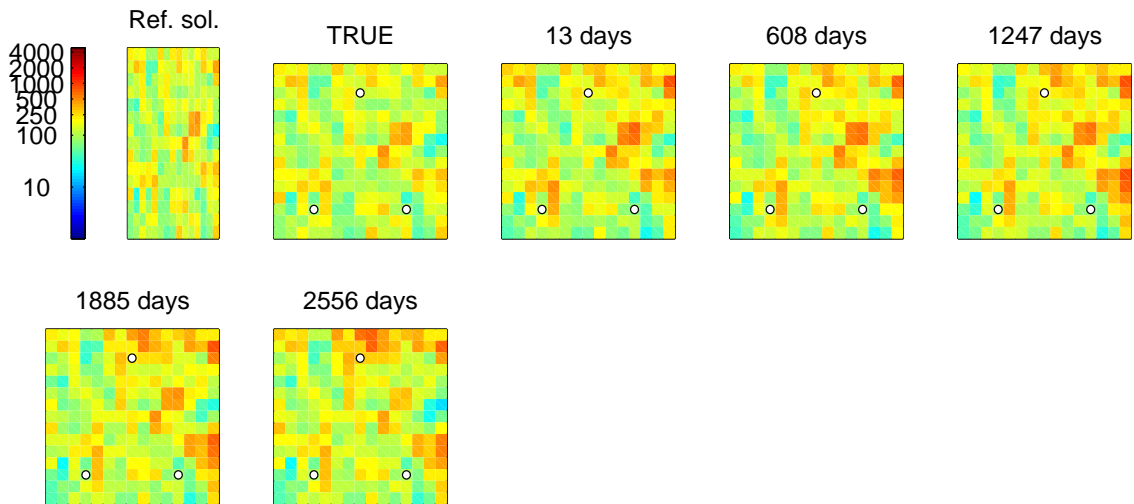 Ref. sol.
TRUE
13 days
608 days
1247 days
4000
2000
1000
500
250
100
10
1885 days
2556 days